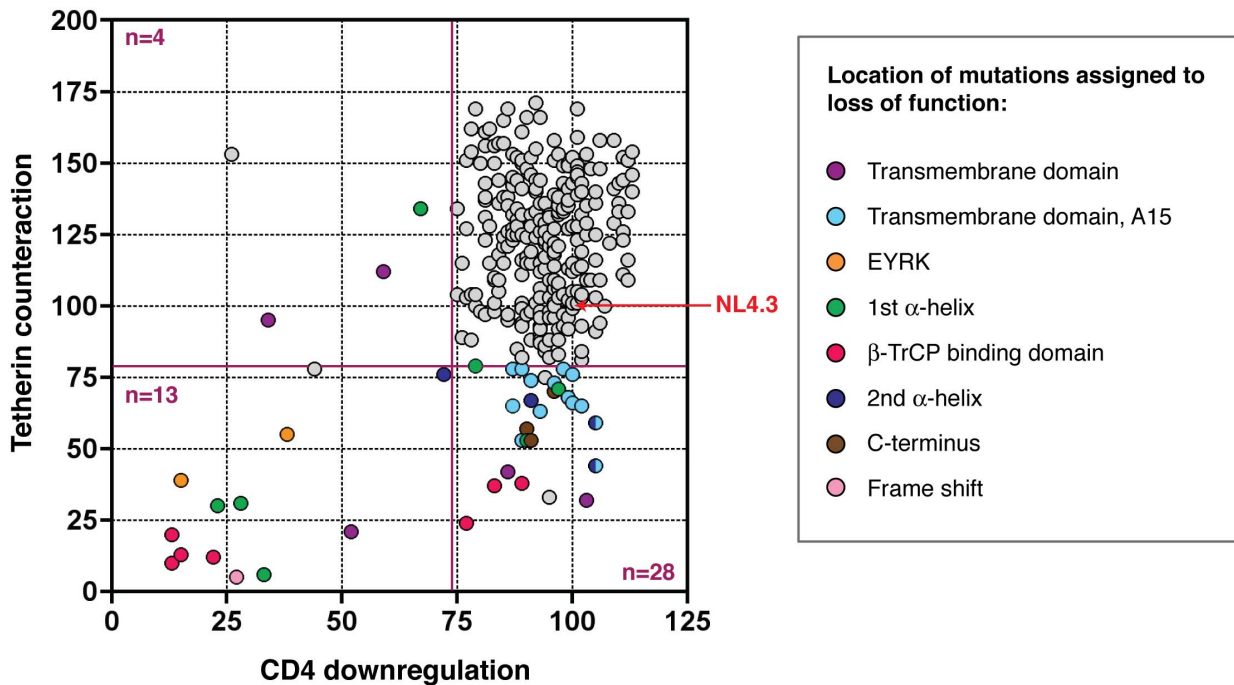 200
175
150
125
100
75
50
25
0
0 25 50 75 100 125
Tetherin counteraction
CD4 downregulation
n=4
n=13
n=28
NL4.3
Location of mutations assigned to
loss of function:
Transmembrane domain
Transmembrane domain, A15
EYRK
1st α-helix
β-TrCP binding domain
2nd α-helix
C-terminus
Frame shift